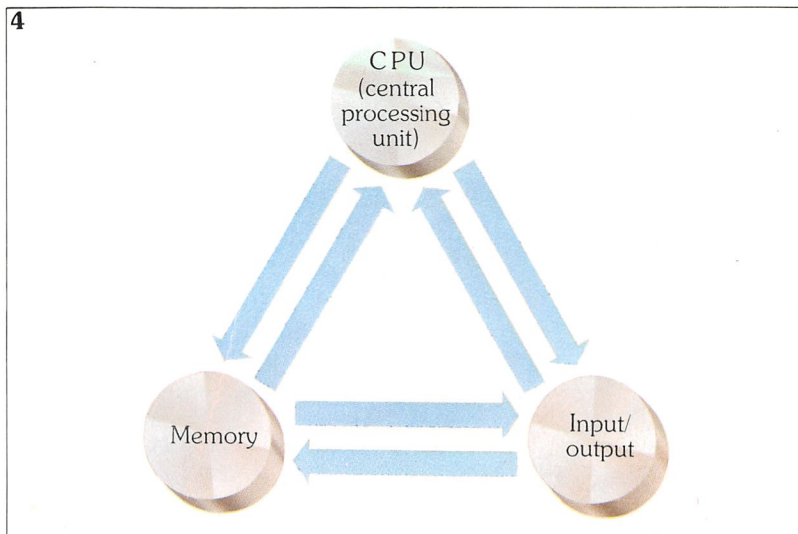 4
CPU
(central
processing
unit)
Memory
Input/
output